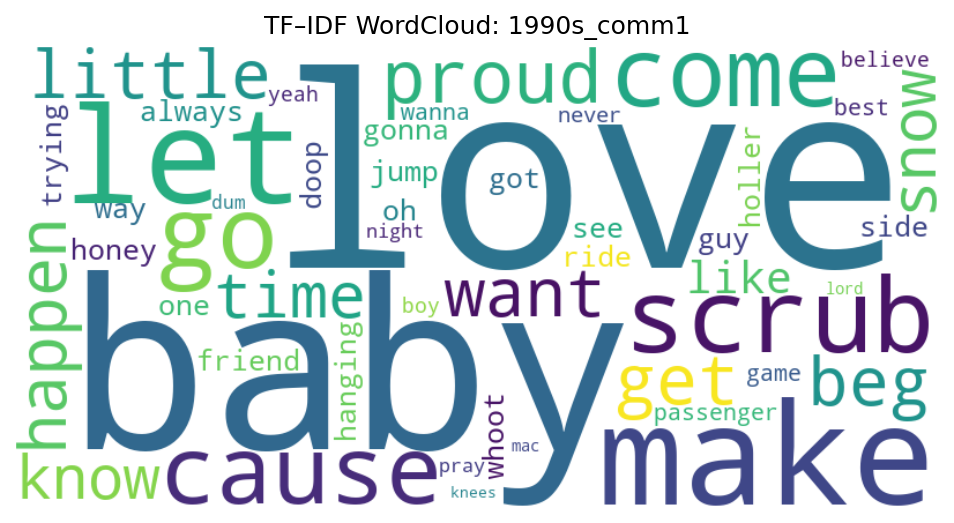 TF–IDF WordCloud: 1990s_comm1
little
proud
come
believe
yeah
always
wanna
never
best
snow
trying
let
love
gonna
doop
jump
got
holler
way
dum
oh
night
see
side
honey
go
ride
guy
happen
one
time
want
like
lord
boy
scrub
baby
friend
hanging
get
game
beg
passenger
whoot
make
know
cause
pray
mac
knees